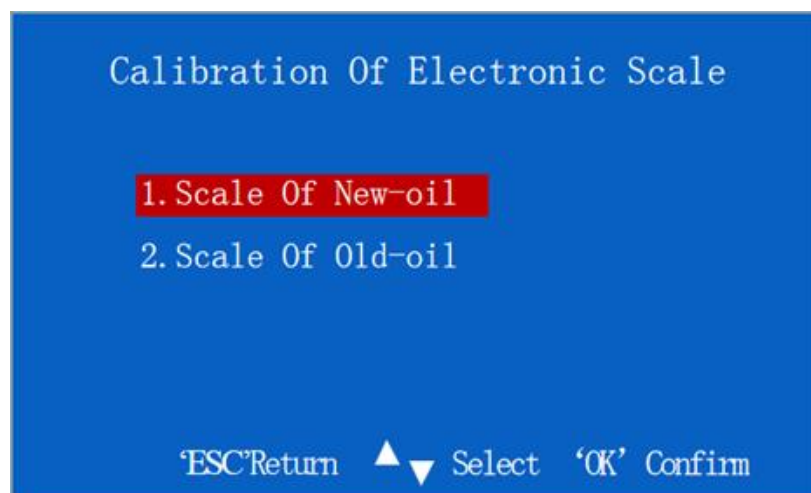 Calibration Of Electronic Scale
1.Scale Of New-oil
2.Scale Of Old-oil
‘ESC’Return ▲▼ Select ‘OK’ Confirm